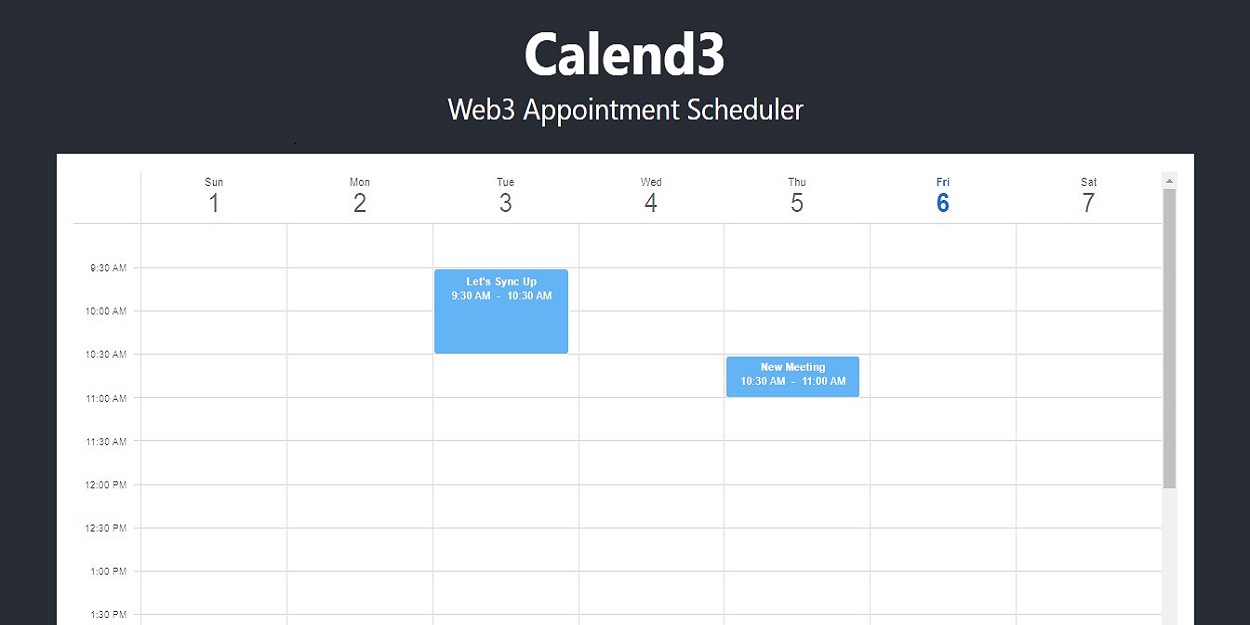 Calend3
Web3 Appointment Scheduler
Sun Mon Tue Wed Thu Fri Sat
1 2 3 4 5 6 7
9:30 AM
Let's Sync Up
9:30 AM - 10:30 AM
10:00 AM
10:30 AM
New Meeting
10:30 AM - 11:00 AM
11:00 AM
11:30 AM
12:00 PM
12:30 PM
1:00 PM
1:30 PM